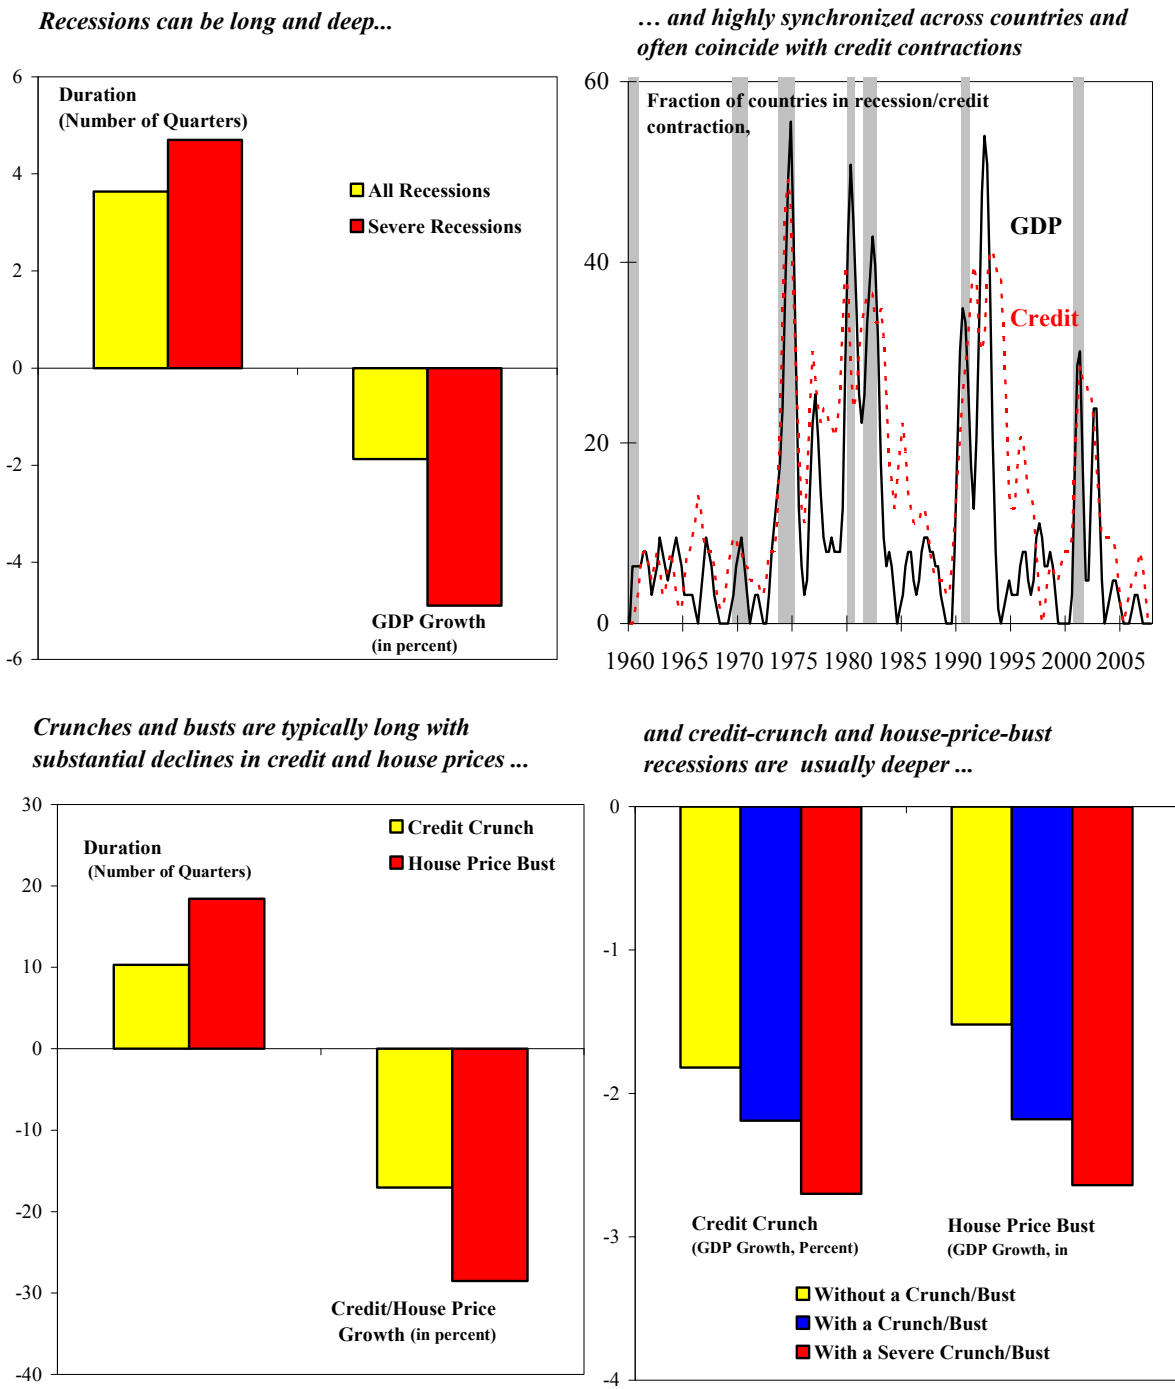 Recessions can be long and deep...
6
4
2
0
-2
-4
-6
Duration
(Number of Quarters)
All Recessions
Severe Recessions
GDP Growth
(in percent)
… and highly synchronized across countries and
often coincide with credit contractions
60
40
20
0
Fraction of countries in recession/credit
contraction,
GDP
Credit
1960 1965 1970 1975 1980 1985 1990 1995 2000 2005
Crunches and busts are typically long with
substantial declines in credit and house prices ...
30
20
10
0
-10
-20
-30
-40
Duration
(Number of Quarters)
Credit Crunch
House Price Bust
Credit/House Price
Growth (in percent)
and credit-crunch and house-price-bust
recessions are usually deeper ...
0
-1
-2
-3
-4
Credit Crunch
(GDP Growth, Percent)
House Price Bust
(GDP Growth, in
Without a Crunch/Bust
With a Crunch/Bust
With a Severe Crunch/Bust